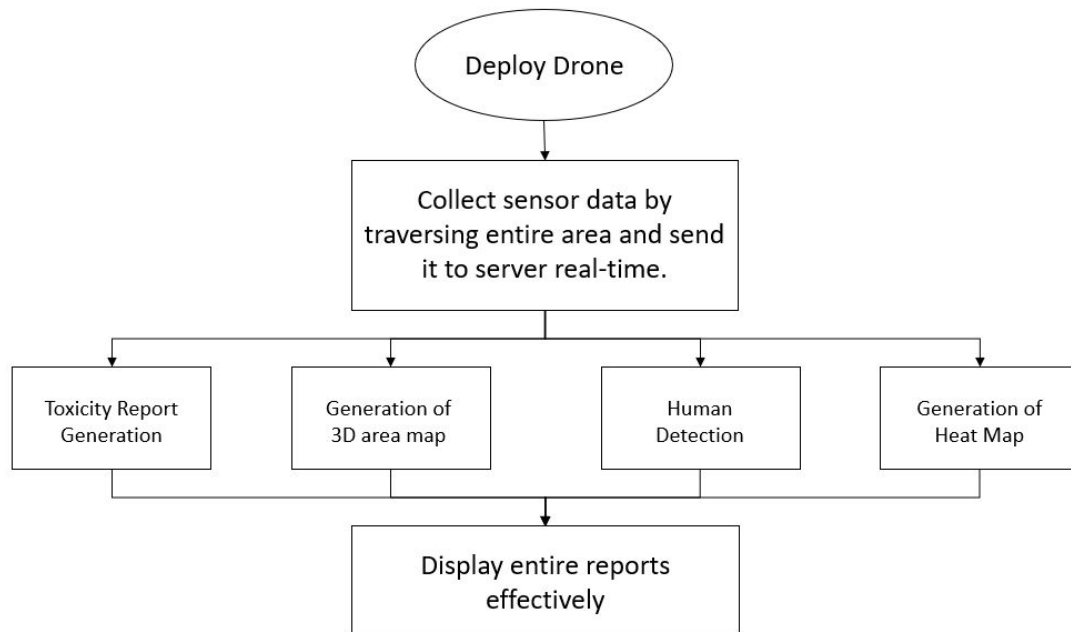 Deploy Drone
Collect sensor data by
traversing entire area and send
it to server real-time.
Toxicity Report
Generation
Generation of
3D area map
Human
Detection
Generation of
Heat Map
Display entire reports
effectively